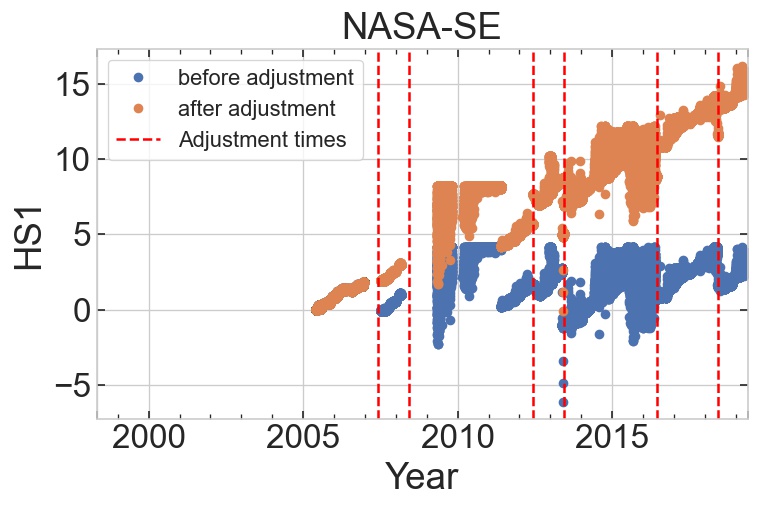 NASA-SE
before adjustment
after adjustment
Adjustment times
HS1
15
10
5
0
−5
2000 2005 2010 2015
Year